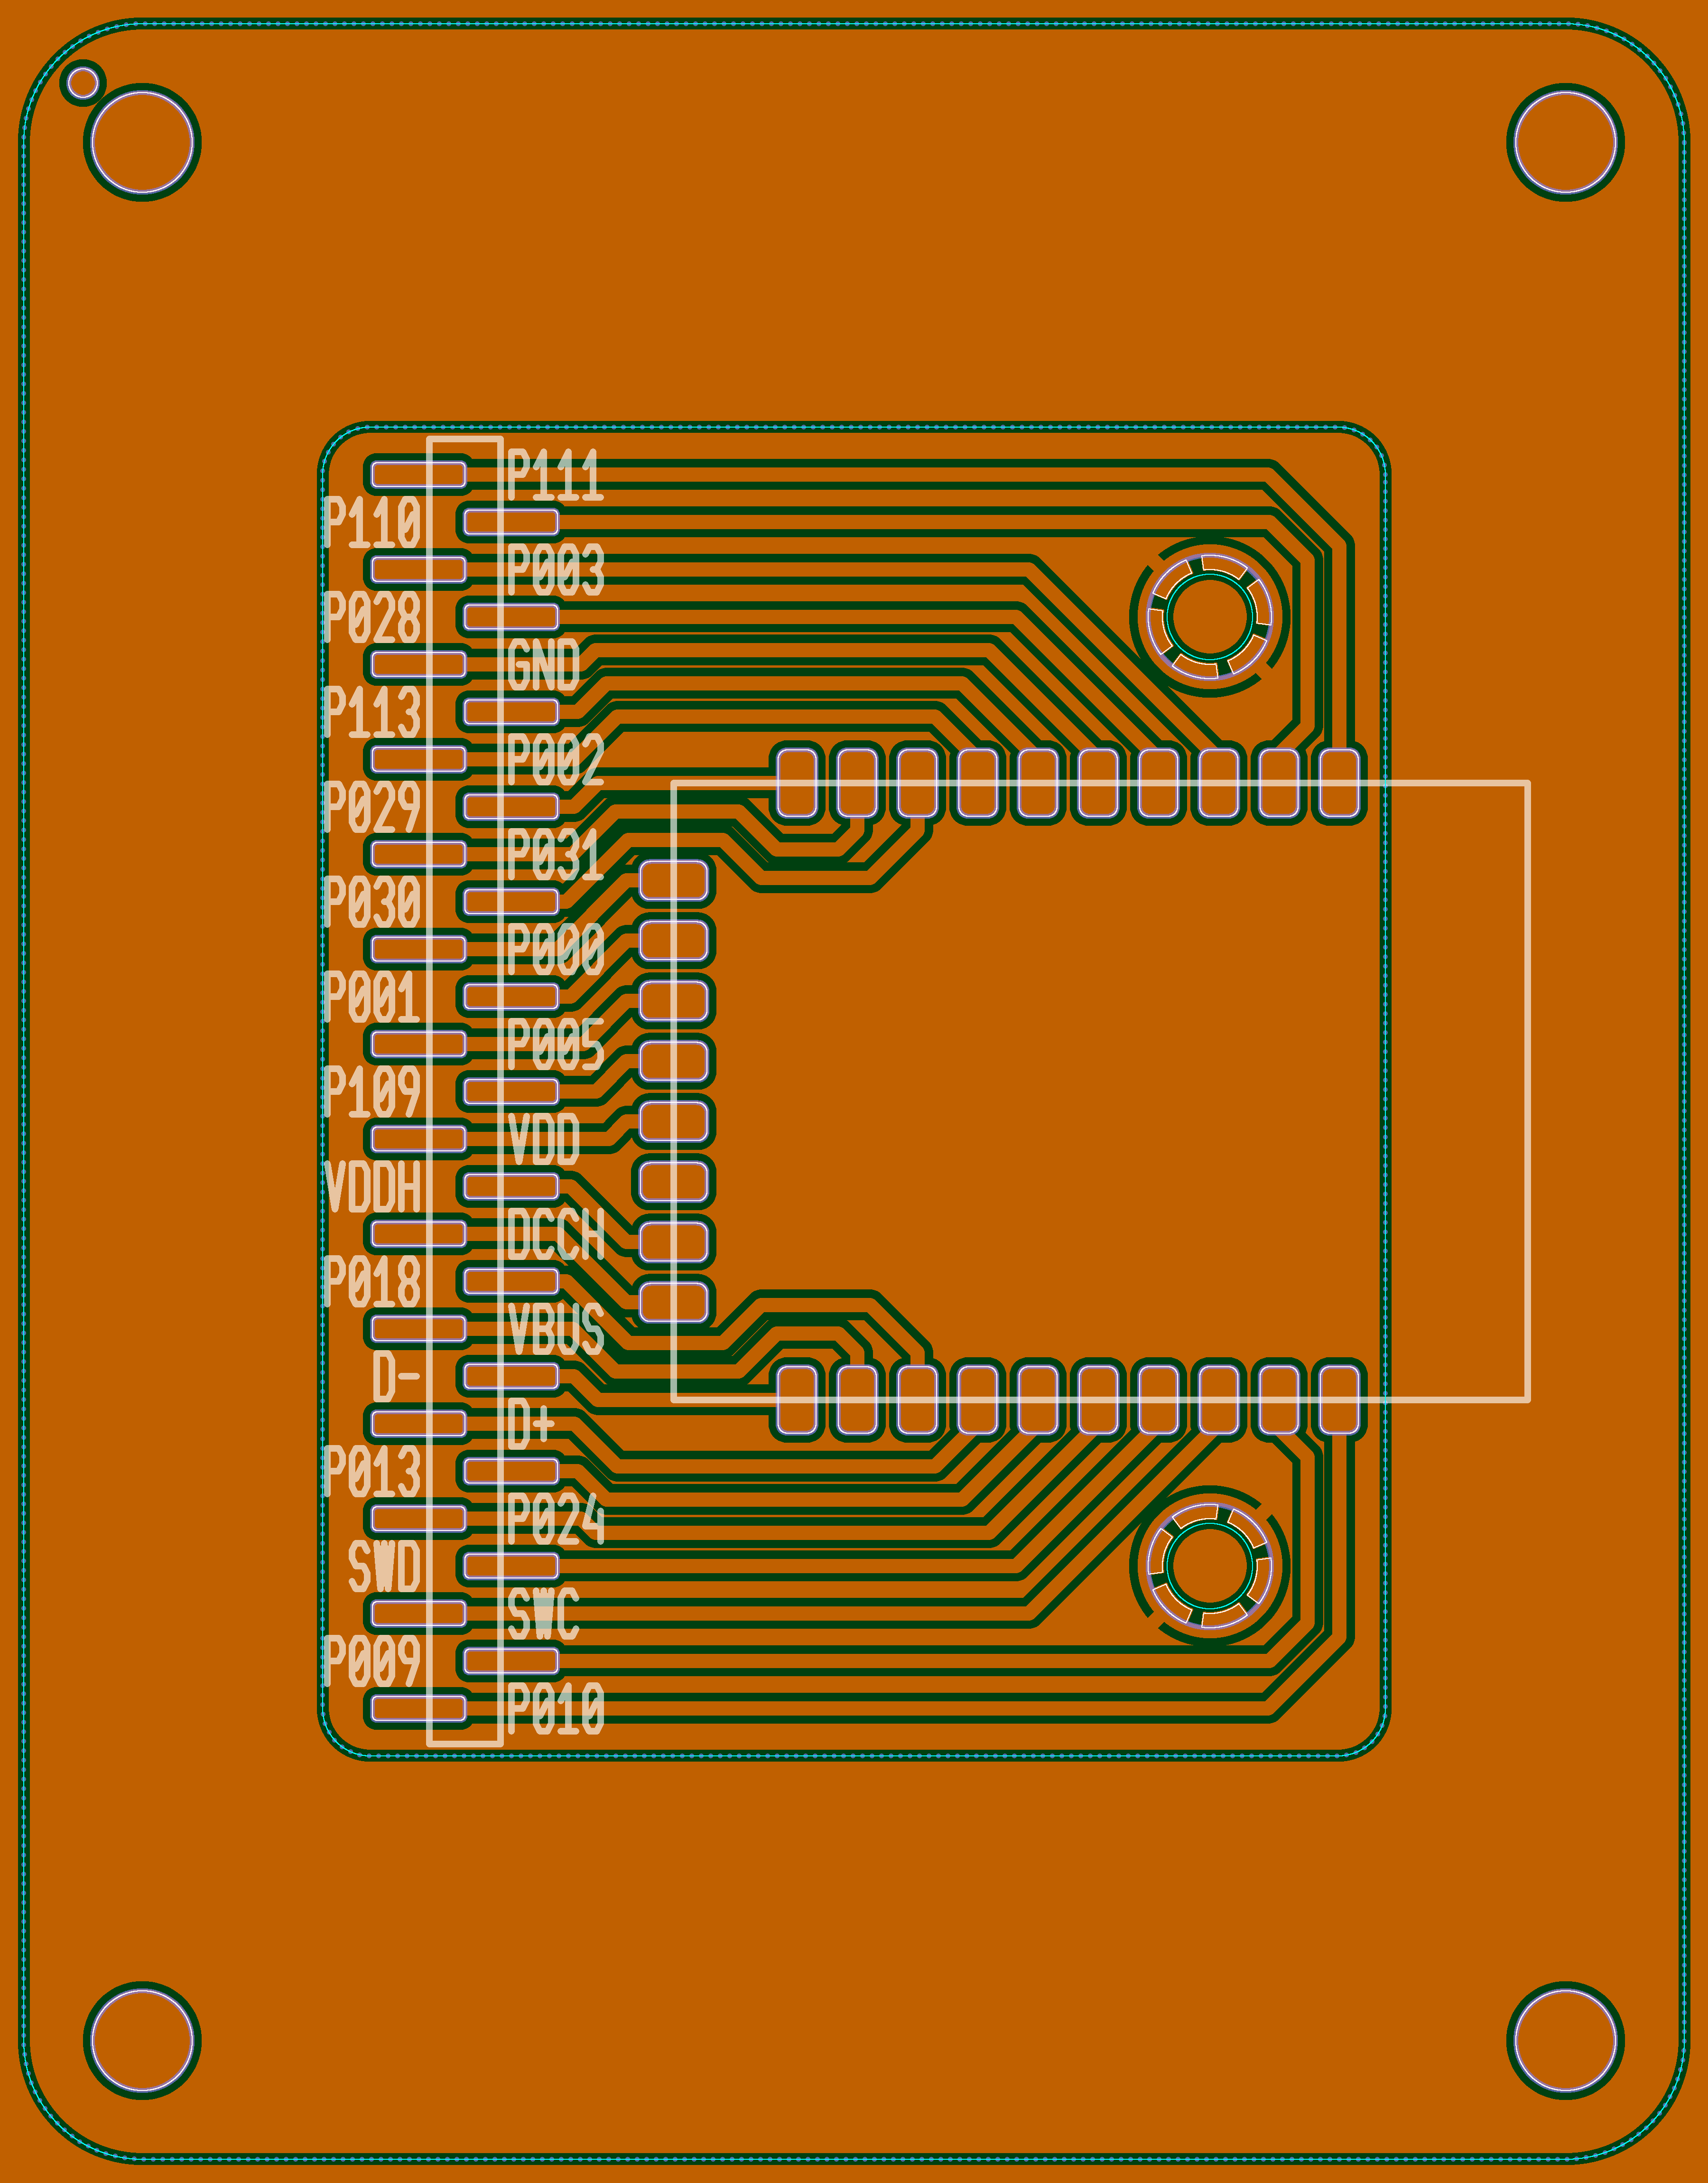 P111
P110
P003
P028
GND
P113
P002
P029
P031
P030
P000
P001
P005
P109
VDD
VDDH
DCCH
P018
VBUS
D-
D+
P013
P024
SWD
SWC
P009
P010